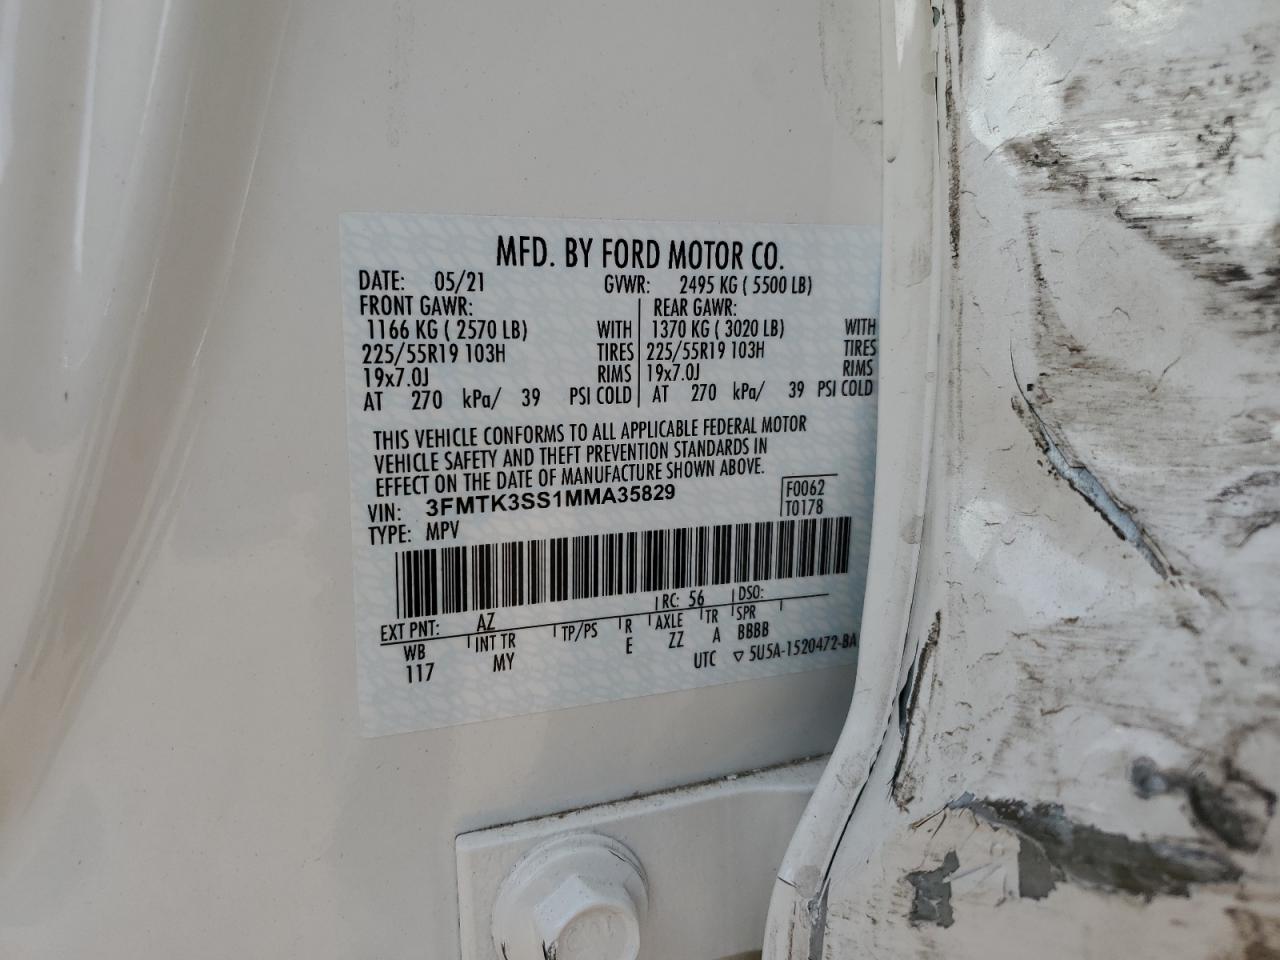 MFD. BY FORD MOTOR CO.
DATE: 05/21 GVWR: 2495 KG ( 5500 LB)
FRONT GAWR: REAR GAWR:
1166 KG ( 2570 LB) WITH 1370 KG ( 3020 LB) WITH
225/55R19 103H TIRES 225/55R19 103H TIRES
19x7.0J RIMS 19x7.0J RIMS
AT 270 kPa/ 39 PSI COLD AT 270 kPa/ 39 PSI COLD
THIS VEHICLE CONFORMS TO ALL APPLICABLE FEDERAL MOTOR
VEHICLE SAFETY AND THEFT PREVENTION STANDARDS IN
EFFECT ON THE DATE OF MANUFACTURE SHOWN ABOVE.
VIN: 3FMTK3SS1MMA35829 F0062
TYPE: MPV T0178
EXT PNT: AZ RC: 56 DSO:
WB INT TR TP/PS R AXLE TR SPR
117 MY E ZZ A BBBB
UTC ▽ 5U5A-1520472-BA